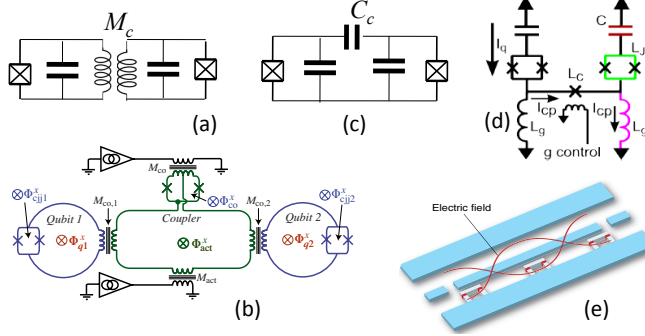 M_c
(a)
C_c
(c)
C
I_q
L_J
L_C
I_cp
I_cp
L_g
L_g
(d)
g control
M_co
⊗Φ^x_cjj1
Φ^x_co
⊗Φ^x_cjj2
M_co,1
M_co,2
Qubit 1
Coupler
Qubit 2
⊗Φ^x_q1
⊗Φ^x_act
⊗Φ^x_q2
M_act
(b)
Electric field
(e)